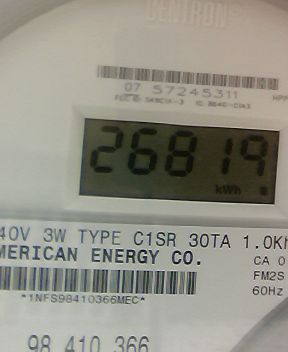 CENTRON
07 57245311
26819
kWh
40V 3W TYPE C1SR 30TA 1.0Kh
MERICAN ENERGY CO.
CA 0
FM2S
60Hz
*1NFS98410366MEC*
98 410 366